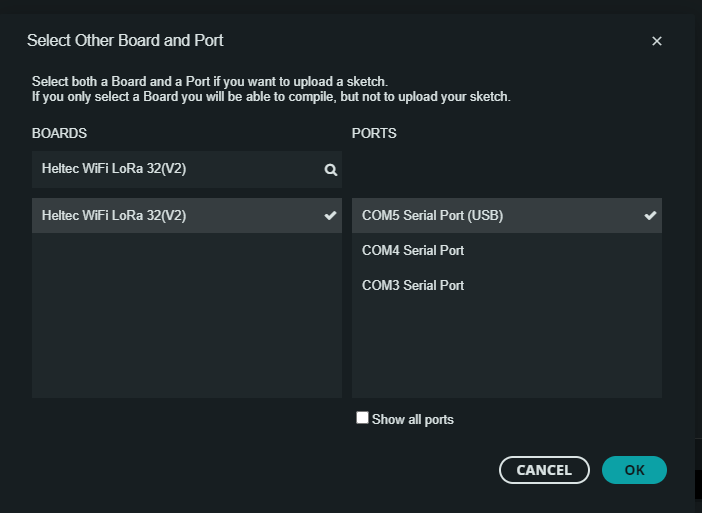 Select Other Board and Port
Select both a Board and a Port if you want to upload a sketch.
If you only select a Board you will be able to compile, but not to upload your sketch.
BOARDS
PORTS
Heltec WiFi LoRa 32(V2)
Heltec WiFi LoRa 32(V2)
COM5 Serial Port (USB)
COM4 Serial Port
COM3 Serial Port
Show all ports
CANCEL
OK